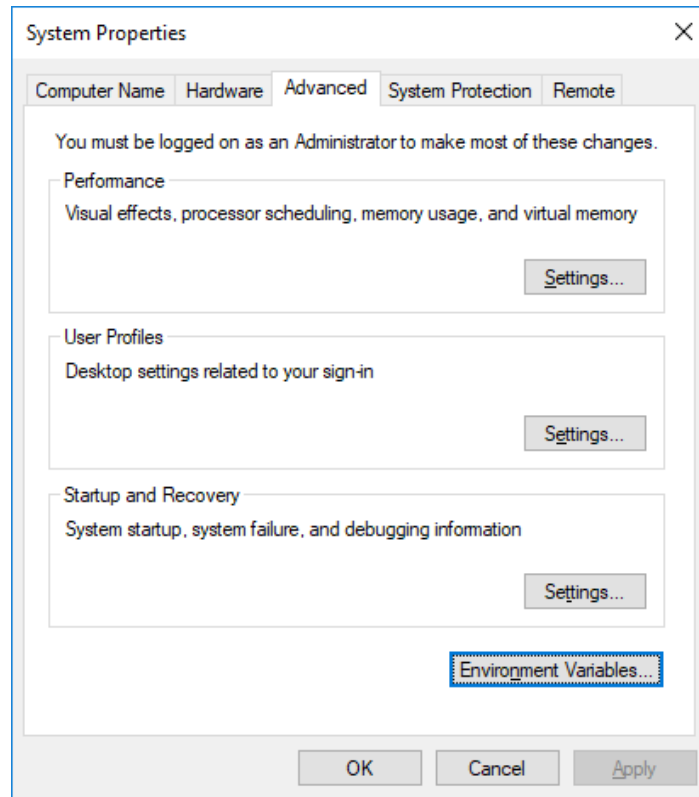 System Properties
Computer Name Hardware Advanced System Protection Remote
You must be logged on as an Administrator to make most of these changes.
Performance
Visual effects, processor scheduling, memory usage, and virtual memory
Settings...
User Profiles
Desktop settings related to your sign-in
Settings...
Startup and Recovery
System startup, system failure, and debugging information
Settings...
Environment Variables...
OK Cancel Apply